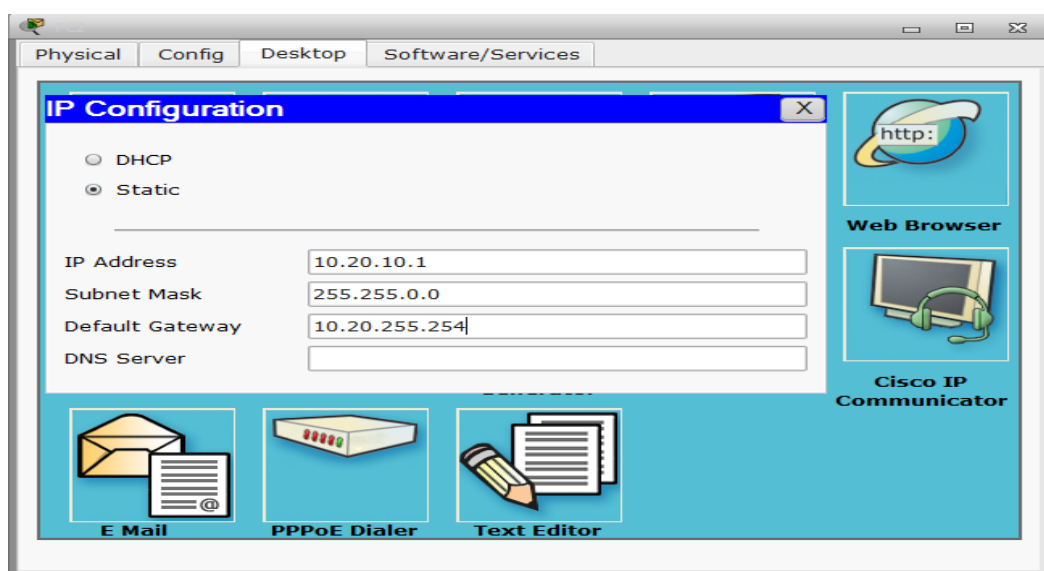 Physical Config Desktop Software/Services
IP Configuration X
DHCP
Static
IP Address 10.20.10.1
Subnet Mask 255.255.0.0
Default Gateway 10.20.255.254
DNS Server
http:
Web Browser
Cisco IP
Communicator
@
E Mail PPPoE Dialer Text Editor